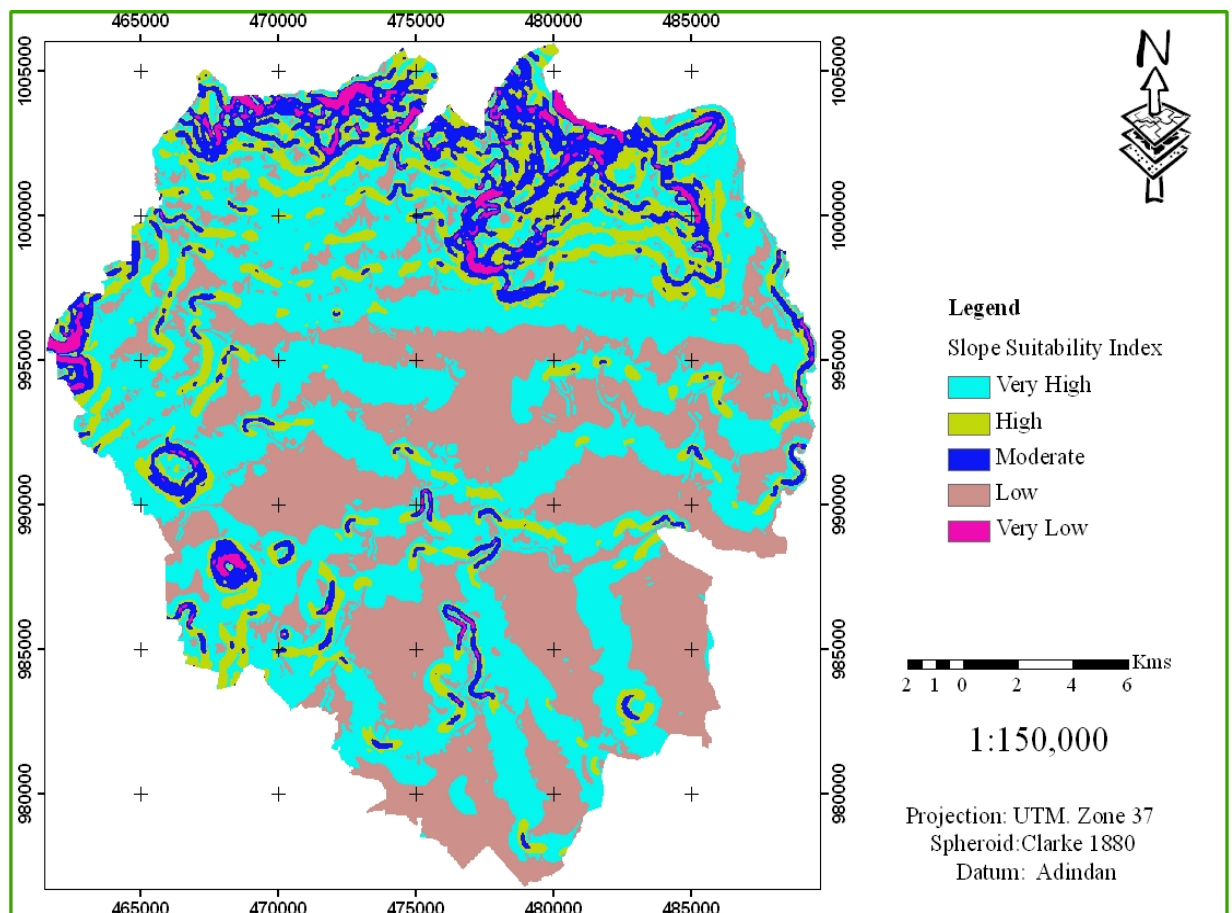 465000 470000 475000 480000 485000
1005000 1005000
1000000 1000000
995000 995000
990000 990000
985000 985000
980000 980000
465000 470000 475000 480000 485000
N
Legend
Slope Suitability Index
Very High
High
Moderate
Low
Very Low
Kms
2 1 0 2 4 6
1:150,000
Projection: UTM. Zone 37
Spheroid:Clarke 1880
Datum: Adindan